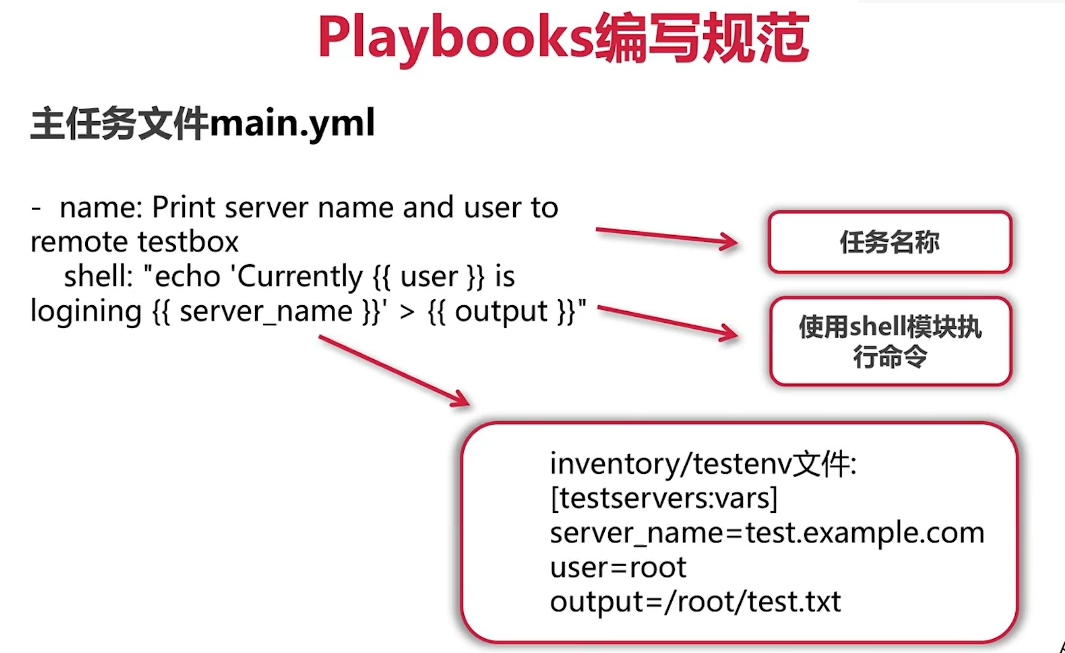 Playbooks编写规范
主任务文件main.yml
- name: Print server name and user to
remote testbox
shell: "echo 'Currently {{ user }} is
logining {{ server_name }}' > {{ output }}"
任务名称
使用shell模块执
行命令
inventory/testenv文件:
[testservers:vars]
server_name=test.example.com
user=root
output=/root/test.txt